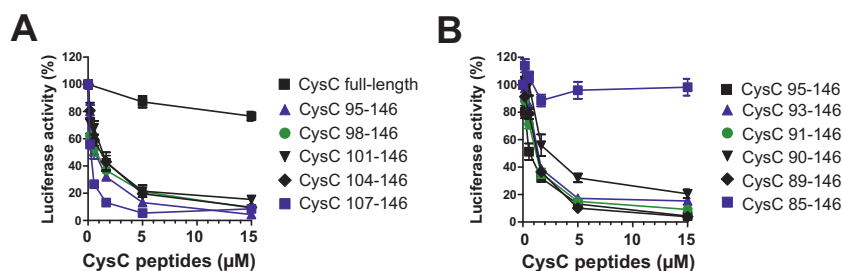 A
Luciferase activity (%)
120
100
80
60
40
20
0
0
5
10
15
CysC peptides (µM)
CysC full-length
CysC 95-146
CysC 98-146
CysC 101-146
CysC 104-146
CysC 107-146
B
Luciferase activity (%)
120
100
80
60
40
20
0
0
5
10
15
CysC peptides (µM)
CysC 95-146
CysC 93-146
CysC 91-146
CysC 90-146
CysC 89-146
CysC 85-146